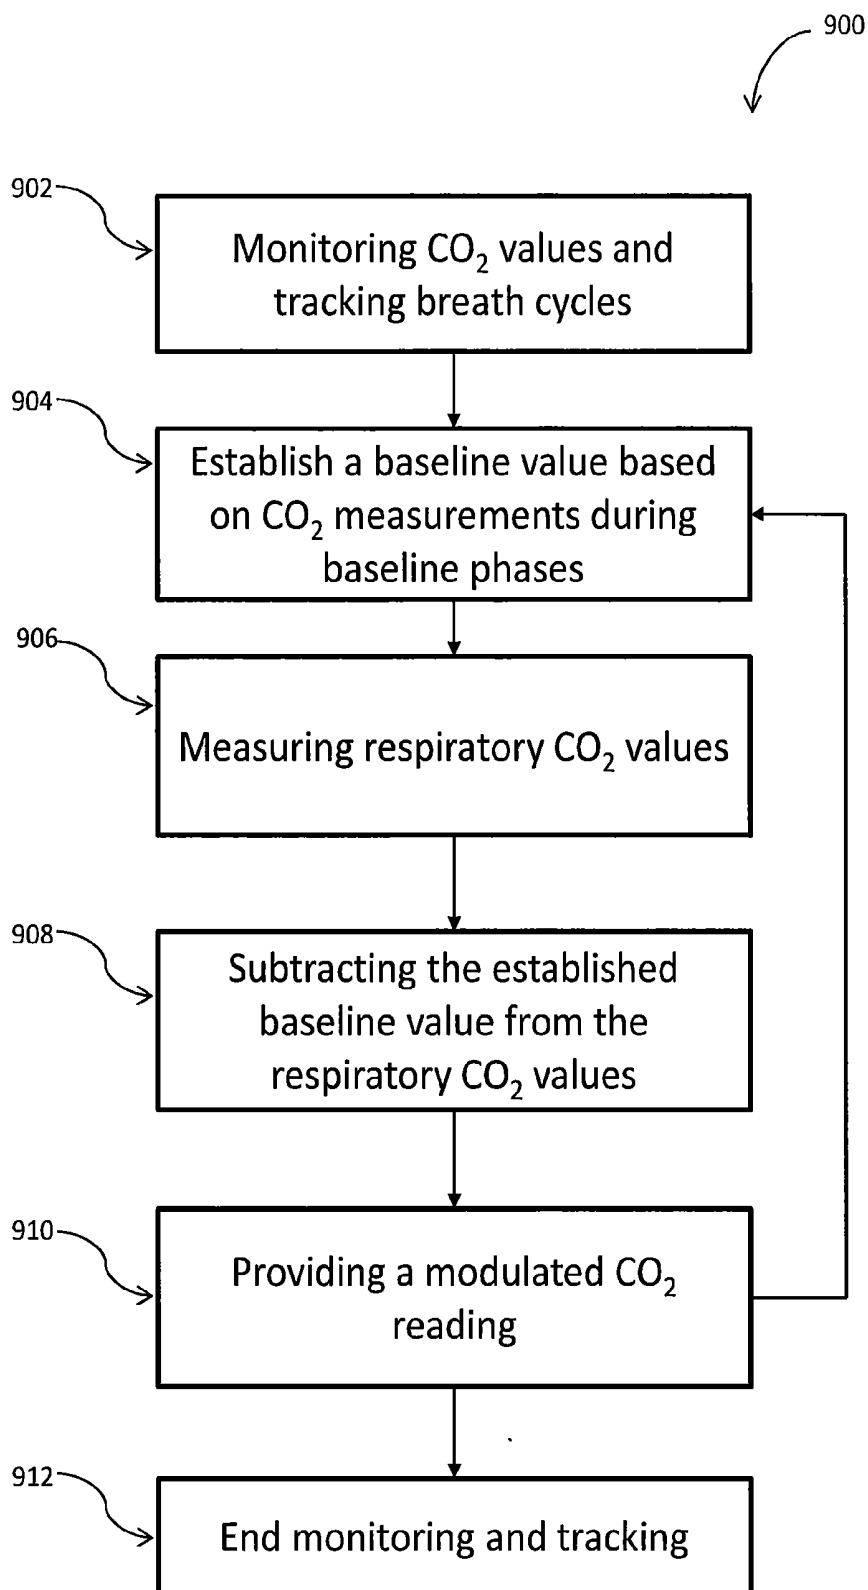 900
902
Monitoring CO₂ values and
tracking breath cycles
904
Establish a baseline value based
on CO₂ measurements during
baseline phases
906
Measuring respiratory CO₂ values
908
Subtracting the established
baseline value from the
respiratory CO₂ values
910
Providing a modulated CO₂
reading
912
End monitoring and tracking